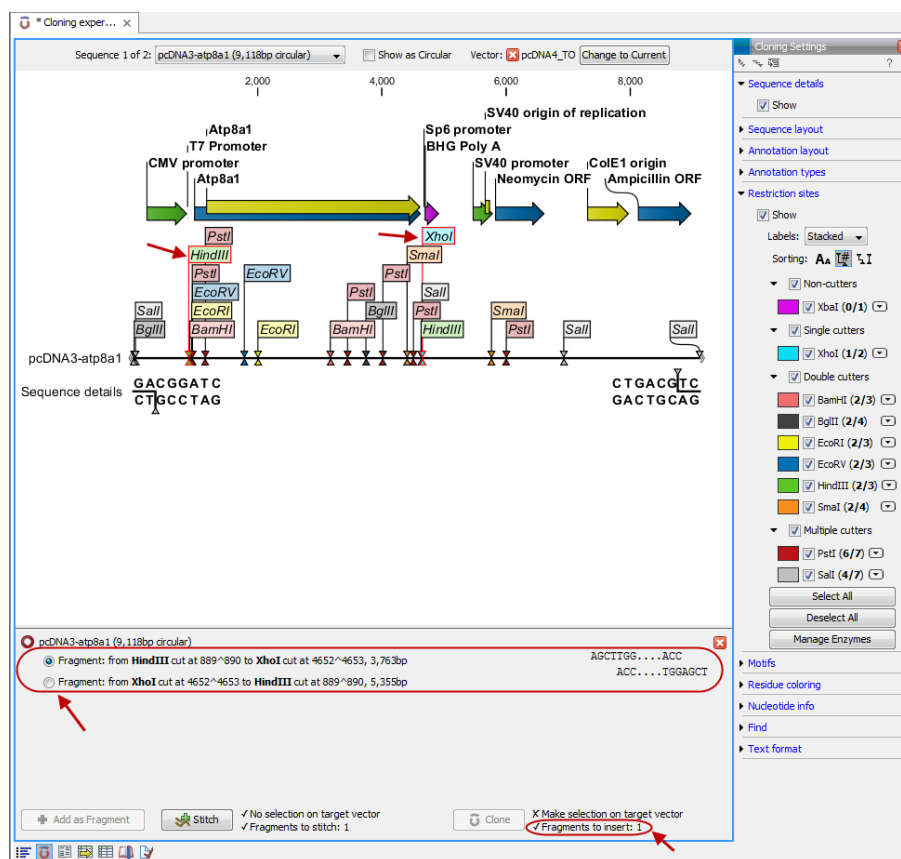 * Cloning exper...
Sequence 1 of 2: pcDNA3-atp8a1 (9,118bp circular) Show as Circular Vector: pcDNA4_TO Change to Current
2,000 4,000 6,000 8,000
SV40 origin of replication
Atp8a1 Sp6 promoter
T7 Promoter BHG Poly A
CMV promoter SV40 promoter ColE1 origin
Atp8a1 Neomycin ORF Ampicillin ORF
PstI XhoI
HindIII SmaI
PstI EcoRV PstI
EcoRV PstI SalI
SalI EcoRI BglII PstI SmaI
BglII BamHI EcoRI BamHI HindIII PstI SalI SalI
pcDNA3-atp8a1
Sequence details
GACGGATC CTGACGTC
CTGCCTAG GACTGCAG
pcDNA3-atp8a1 (9,118bp circular)
Fragment: from HindIII cut at 889^890 to XhoI cut at 4652^4653, 3,763bp AGCTTGG....ACC
ACC....TGGAGCT
Fragment: from XhoI cut at 4652^4653 to HindIII cut at 889^890, 5,355bp
Add as Fragment Stitch ✓ No selection on target vector Clone X Make selection on target vector
✓ Fragments to stitch: 1 ✓ Fragments to insert: 1
Cloning Settings
?
Sequence details
Show
Sequence layout
Annotation layout
Annotation types
Restriction sites
Show
Labels: Stacked
Sorting: AA
Non-cutters
XbaI (0/1)
Single cutters
XhoI (1/2)
Double cutters
BamHI (2/3)
BglII (2/4)
EcoRI (2/3)
EcoRV (2/3)
HindIII (2/3)
SmaI (2/4)
Multiple cutters
PstI (6/7)
SalI (4/7)
Select All
Deselect All
Manage Enzymes
Motifs
Residue coloring
Nucleotide info
Find
Text format